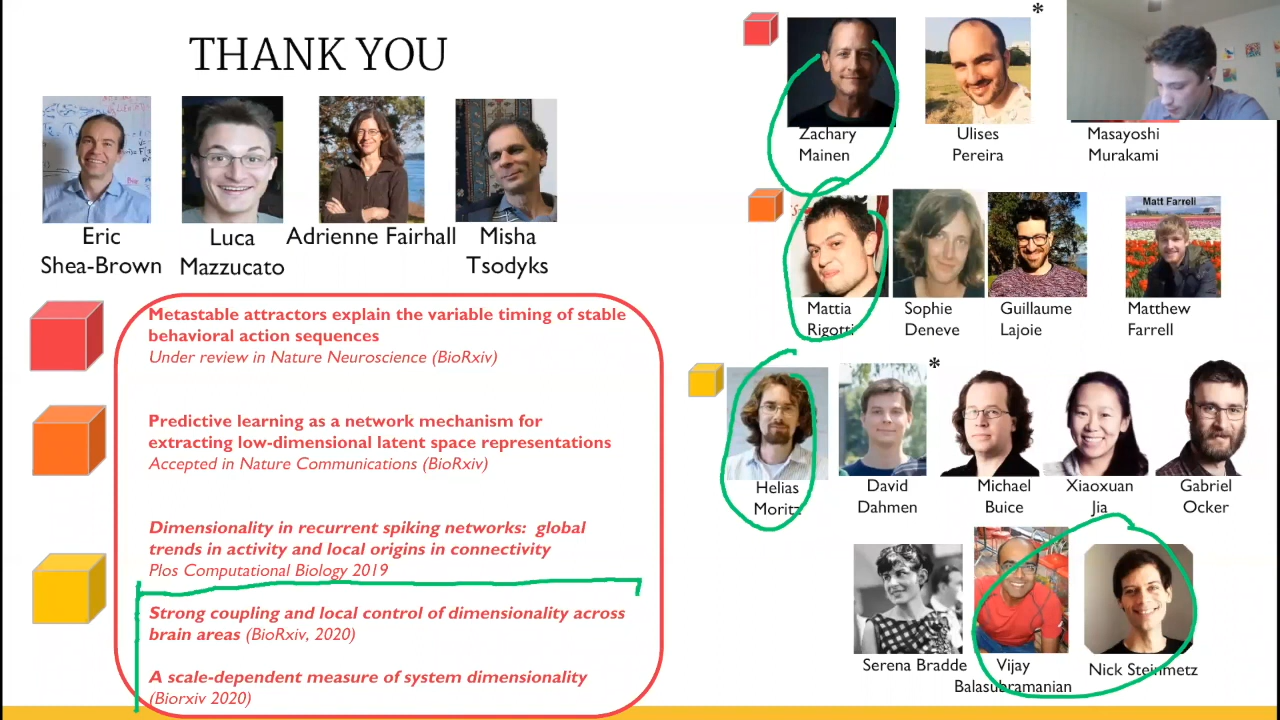 THANK YOU
Eric
Shea-Brown
Luca
Mazzucato
Adrienne Fairhall
Misha
Tsodyks
Metastable attractors explain the variable timing of stable
behavioral action sequences
Under review in Nature Neuroscience (BioRxiv)
Predictive learning as a network mechanism for
extracting low-dimensional latent space representations
Accepted in Nature Communications (BioRxiv)
Dimensionality in recurrent spiking networks: global
trends in activity and local origins in connectivity
Plos Computational Biology 2019
Strong coupling and local control of dimensionality across
brain areas (BioRxiv, 2020)
A scale-dependent measure of system dimensionality
(Biorxiv 2020)
*
Zachary
Mainen
Ulises
Pereira
Masayoshi
Murakami
Matt Farrell
Mattia
Rigotti
Sophie
Deneve
Guillaume
Lajoie
Matthew
Farrell
*
Helias
Moritz
David
Dahmen
Michael
Buice
Xiaoxuan
Jia
Gabriel
Ocker
Serena Bradde
Vijay
Balasubramanian
Nick Steinmetz